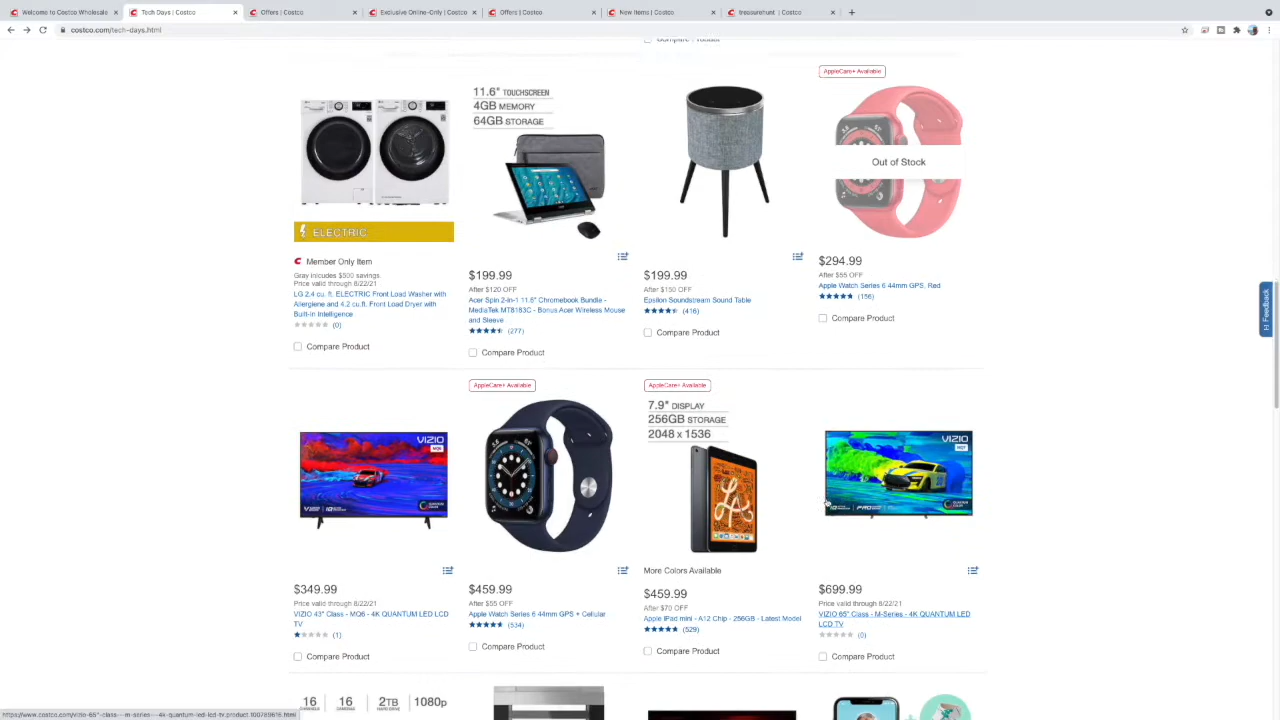 Welcome to Costco Wholesale
Tech Days | Costco
Offers | Costco
Exclusive Online-Only | Costco
Offers | Costco
New Items | Costco
treasurehunt | Costco
costco.com/tech-days.html
Compare Product
11.6" TOUCHSCREEN
4GB MEMORY
64GB STORAGE
AppleCare+ Available
Out of Stock
ELECTRIC
Member Only Item
Gray includes $500 savings.
Price valid through 8/22/21
LG 2.4 cu. ft. ELECTRIC Front Load Washer with
Allergiene and 4.2 cu.ft. Front Load Dryer with
Built-in Intelligence
(0)
Compare Product
$199.99
After $120 OFF
Acer Spin 2-in-1 11.6" Chromebook Bundle -
MediaTek MT8183C - Bonus Acer Wireless Mouse
and Sleeve
(277)
Compare Product
$199.99
After $150 OFF
Epsilon Soundstream Sound Table
(416)
Compare Product
$294.99
After $55 OFF
Apple Watch Series 6 44mm GPS, Red
(156)
Compare Product
Feedback
VIZIO
MQ6
$349.99
Price valid through 8/22/21
VIZIO 43" Class - MQ6 - 4K QUANTUM LED LCD
TV
(1)
Compare Product
AppleCare+ Available
$459.99
After $55 OFF
Apple Watch Series 6 44mm GPS + Cellular
(534)
Compare Product
AppleCare+ Available
7.9" DISPLAY
256GB STORAGE
2048 x 1536
More Colors Available
$459.99
After $70 OFF
Apple iPad mini - A12 Chip - 256GB - Latest Model
(529)
Compare Product
VIZIO
$699.99
Price valid through 8/22/21
VIZIO 65" Class - M-Series - 4K QUANTUM LED
LCD TV
(0)
Compare Product
16 16 2TB 1080p
https://www.costco.com/vizio-65"-class---m-series---4k-quantum-led-lcd-tv.product.100789616.html